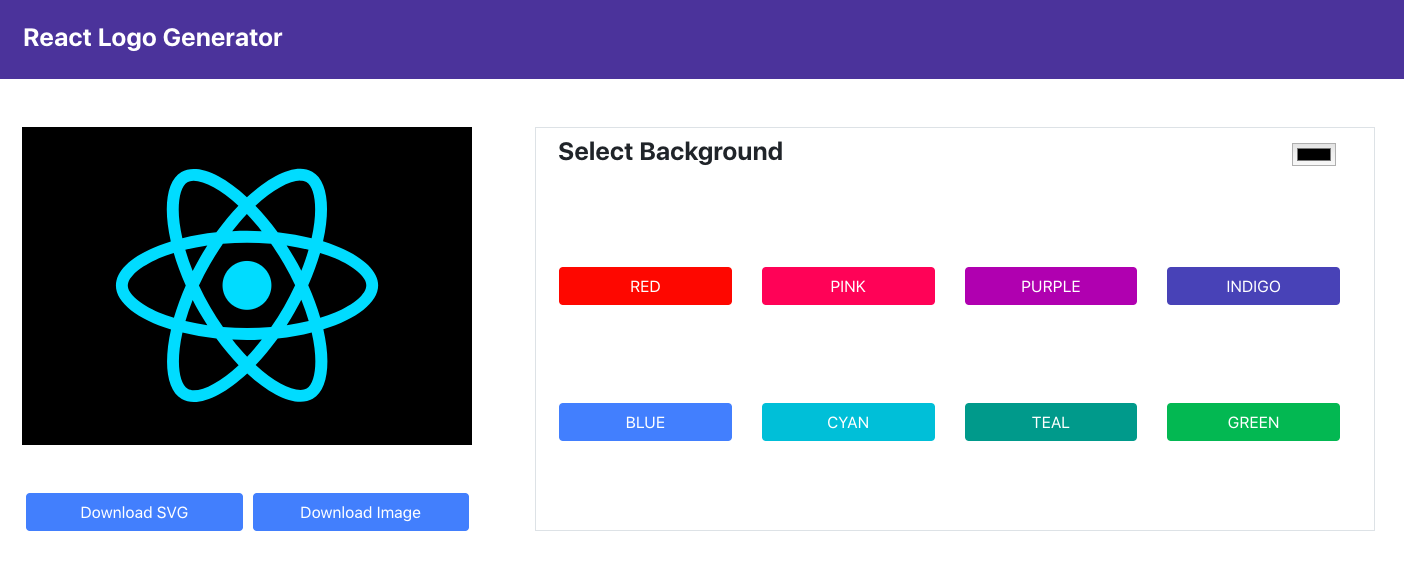 React Logo Generator
Select Background
RED
PINK
PURPLE
INDIGO
BLUE
CYAN
TEAL
GREEN
Download SVG
Download Image